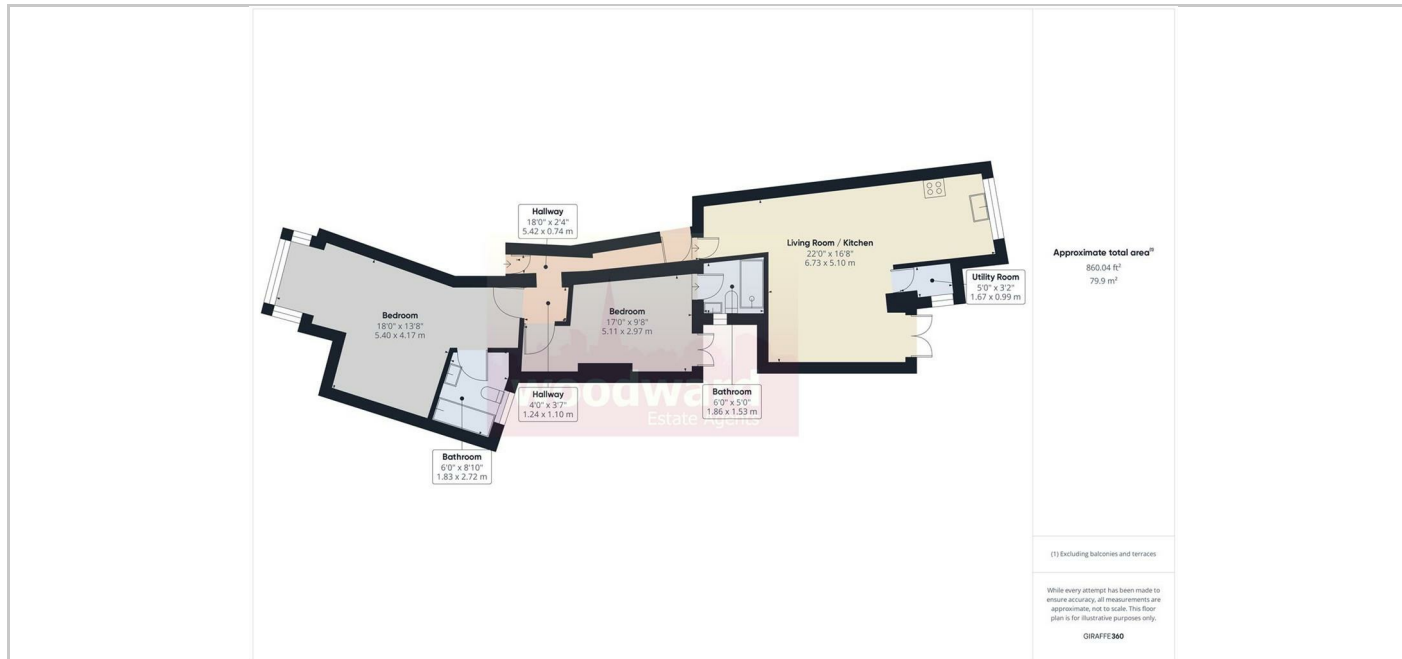 Hallway
18'0" x 2'4"
5.42 x 0.74 m
Living Room / Kitchen
22'0" x 16'8"
6.73 x 5.10 m
Utility Room
5'0" x 3'2"
1.67 x 0.99 m
Bedroom
18'0" x 13'8"
5.40 x 4.17 m
Bedroom
17'0" x 9'8"
5.11 x 2.97 m
Hallway
4'0" x 3'7"
1.24 x 1.10 m
Bathroom
6'0" x 5'0"
1.86 x 1.53 m
Bathroom
6'0" x 8'10"
1.83 x 2.72 m
woodward
Estate Agents
Approximate total area(1)
860.04 ft²
79.9 m²
(1) Excluding balconies and terraces
While every attempt has been made to
ensure accuracy, all measurements are
approximate, not to scale. This floor
plan is for illustrative purposes only.
GIRAFFE360